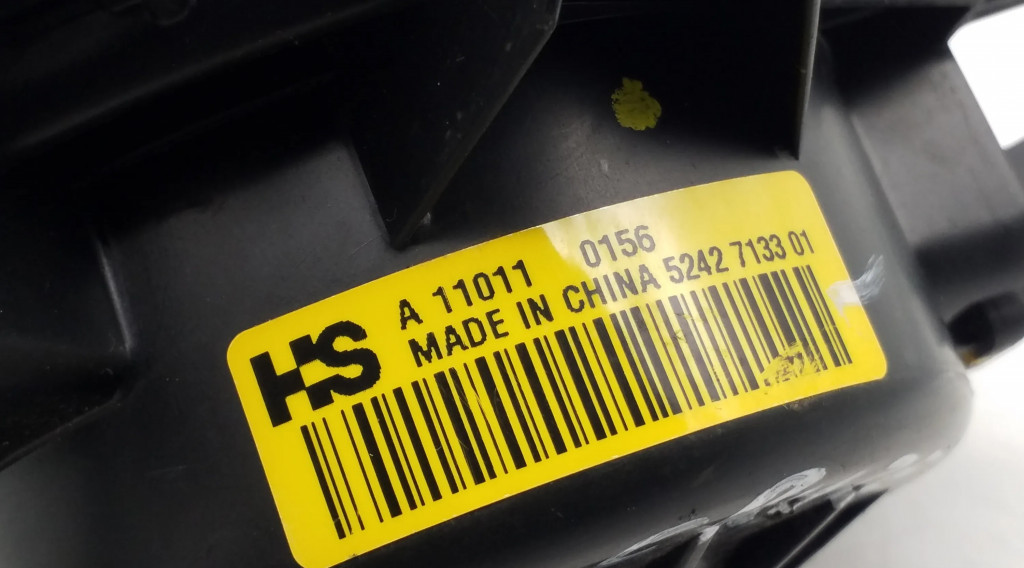 HS
A 11011 0156
MADE IN CHINA 5242 7133 01